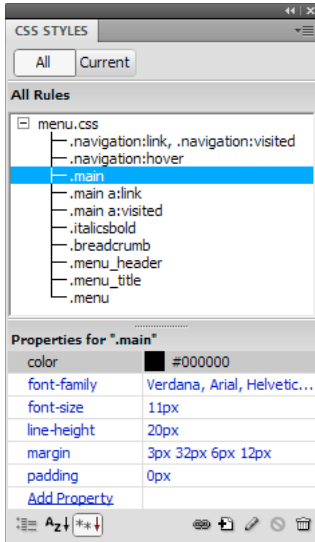 CSS STYLES
All Current
All Rules
menu.css
.navigation:link, .navigation:visited
.navigation:hover
.main
.main a:link
.main a:visited
.italicsbold
.breadcrumb
.menu_header
.menu_title
.menu
Properties for ".main"
color #000000
font-family Verdana, Arial, Helvetic...
font-size 11px
line-height 20px
margin 3px 32px 6px 12px
padding 0px
Add Property
Az↓ **↓